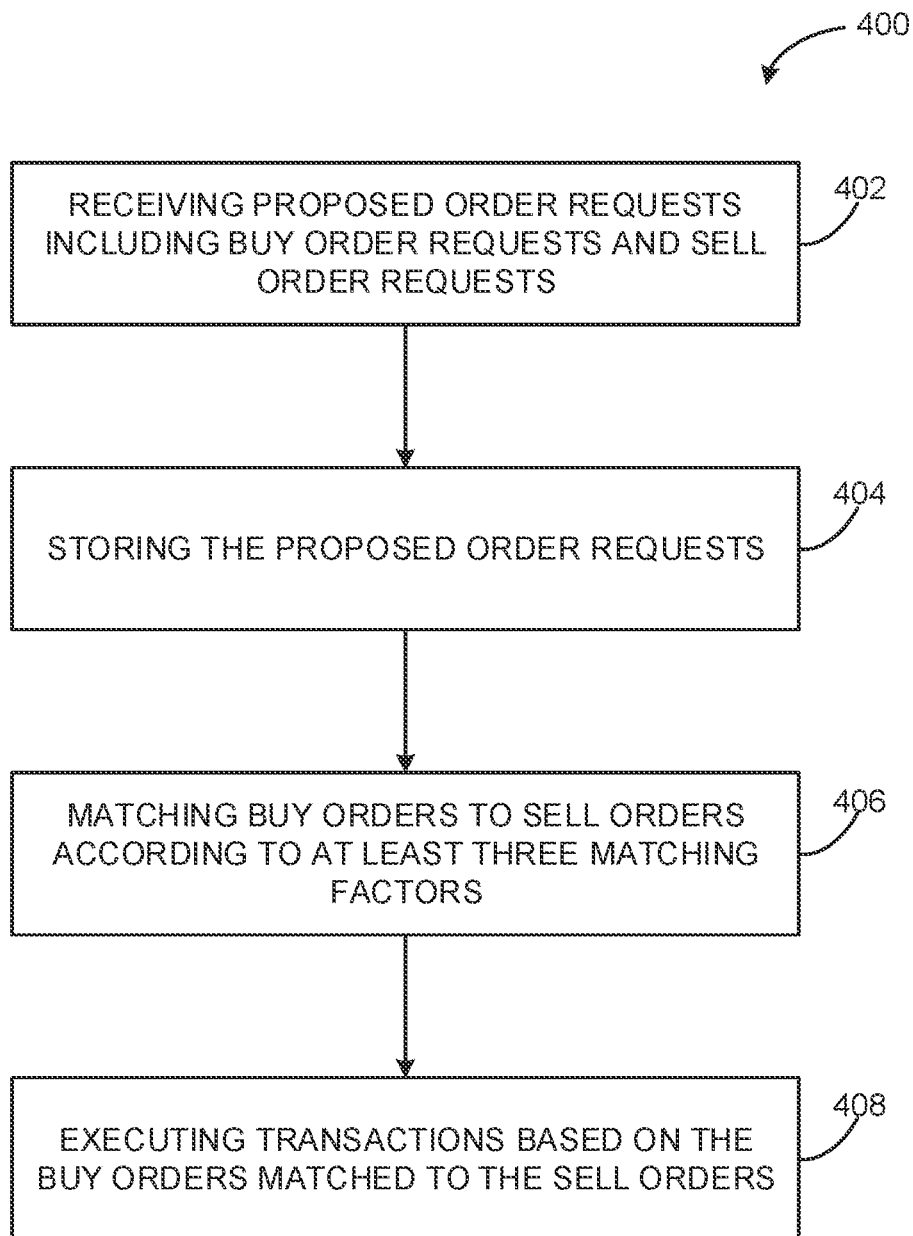 400
RECEIVING PROPOSED ORDER REQUESTS
INCLUDING BUY ORDER REQUESTS AND SELL
ORDER REQUESTS
402
STORING THE PROPOSED ORDER REQUESTS
404
MATCHING BUY ORDERS TO SELL ORDERS
ACCORDING TO AT LEAST THREE MATCHING
FACTORS
406
EXECUTING TRANSACTIONS BASED ON THE
BUY ORDERS MATCHED TO THE SELL ORDERS
408